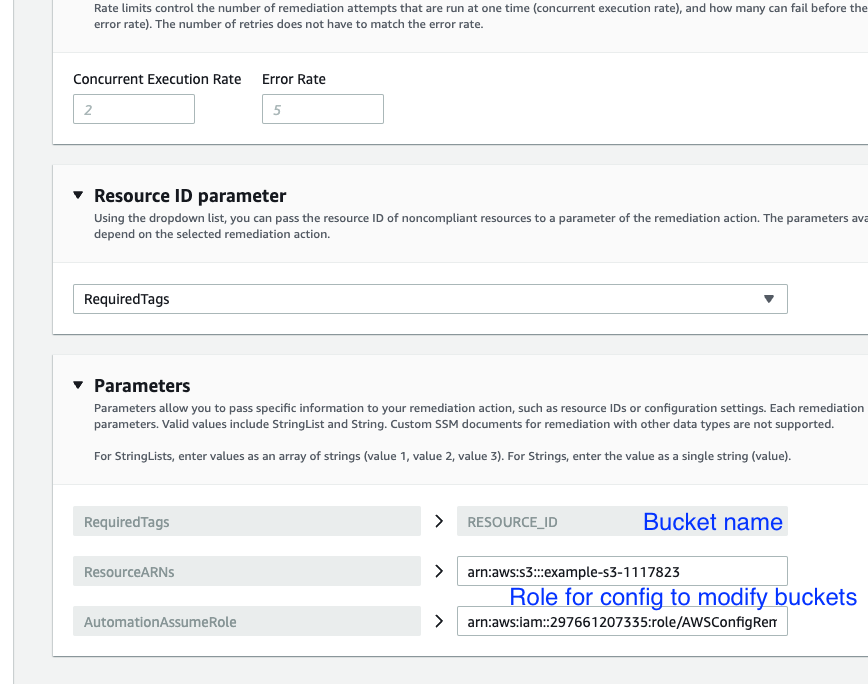 Rate limits control the number of remediation attempts that are run at one time (concurrent execution rate), and how many can fail before the
error rate). The number of retries does not have to match the error rate.
Concurrent Execution Rate Error Rate
2 5
Resource ID parameter
Using the dropdown list, you can pass the resource ID of noncompliant resources to a parameter of the remediation action. The parameters ava
depend on the selected remediation action.
RequiredTags
Parameters
Parameters allow you to pass specific information to your remediation action, such as resource IDs or configuration settings. Each remediation
parameters. Valid values include StringList and String. Custom SSM documents for remediation with other data types are not supported.
For StringLists, enter values as an array of strings (value 1, value 2, value 3). For Strings, enter the value as a single string (value).
RequiredTags RESOURCE_ID Bucket name
ResourceARNs arn:aws:s3:::example-s3-1117823
Role for config to modify buckets
AutomationAssumeRole arn:aws:iam::297661207335:role/AWSConfigRem